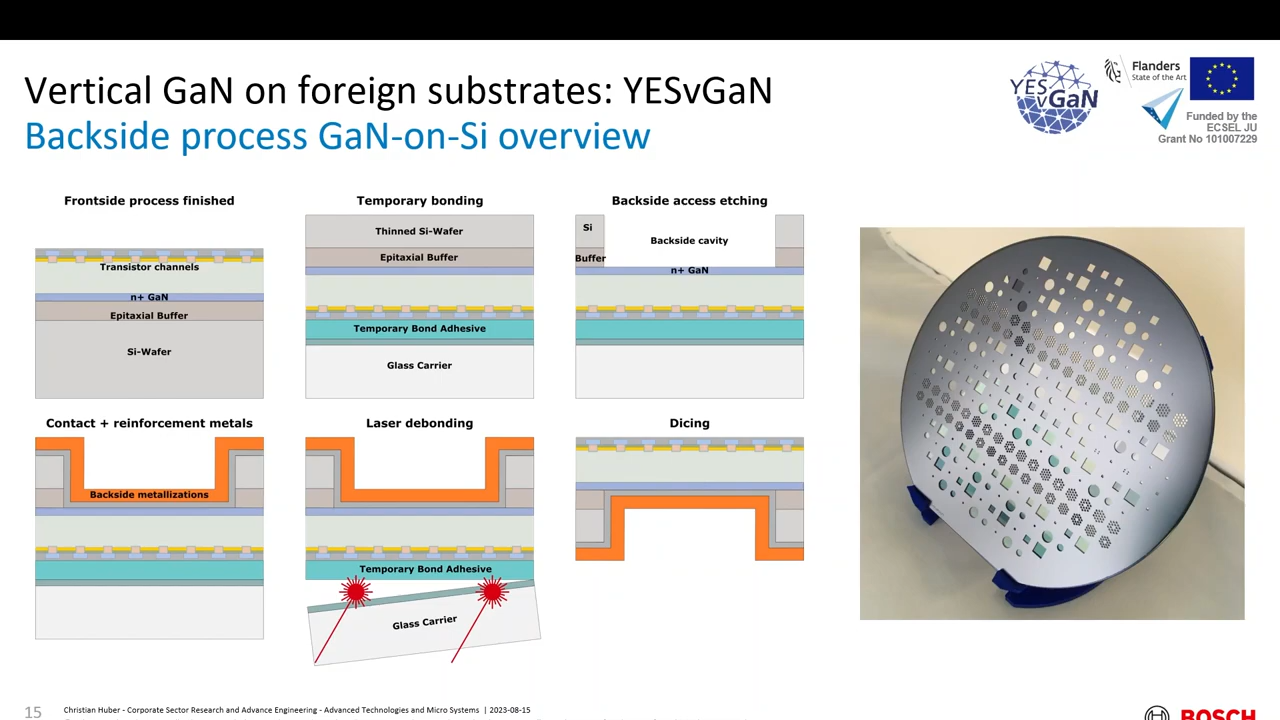 Vertical GaN on foreign substrates: YESvGaN
Backside process GaN-on-Si overview
YES
vGaN
Flanders
State of the Art
Funded by the
ECSEL JU
Grant No 101007229
Frontside process finished
Transistor channels
n+ GaN
Epitaxial Buffer
Si-Wafer
Temporary bonding
Thinned Si-Wafer
Epitaxial Buffer
Temporary Bond Adhesive
Glass Carrier
Backside access etching
Si
Backside cavity
Buffer
n+ GaN
Contact + reinforcement metals
Backside metallizations
Laser debonding
Temporary Bond Adhesive
Glass Carrier
Dicing
15
Christian Huber - Corporate Sector Research and Advance Engineering - Advanced Technologies and Micro Systems | 2023-08-15
BOSCH